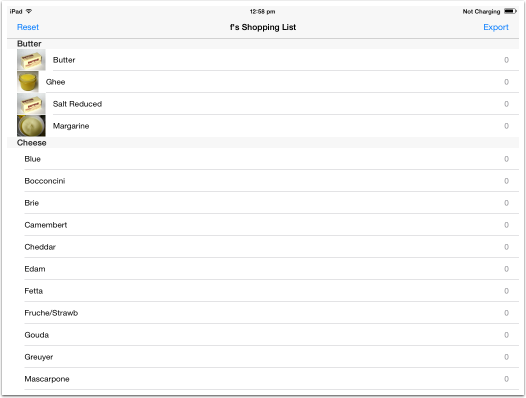 iPad 12:58 pm Not Charging
Reset f's Shopping List Export
Butter
Butter 0
Ghee 0
Salt Reduced 0
Margarine 0
Cheese
Blue 0
Bocconcini 0
Brie 0
Camembert 0
Cheddar 0
Edam 0
Fetta 0
Fruche/Strawb 0
Gouda 0
Greuyer 0
Mascarpone 0